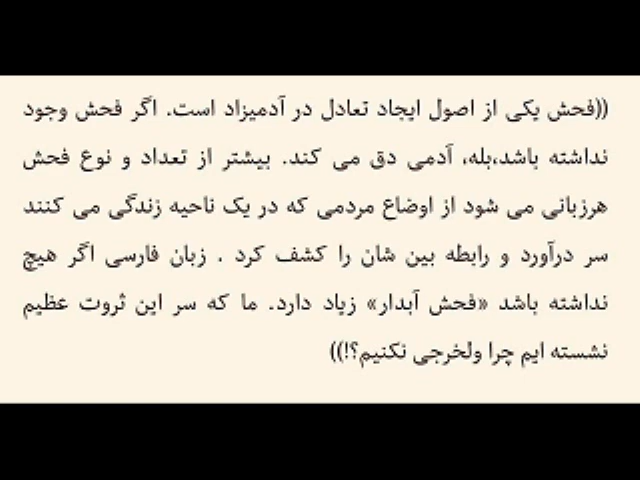 ((فحش یکی از اصول ایجاد تعادل در آدمیزاد است. اگر فحش وجود
نداشته باشد،بله، آدمی دق می کند. بیشتر از تعداد و نوع فحش
هرزبانی می شود از اوضاع مردمی که در یک ناحیه زندگی می کنند
سر درآورد و رابطه بین شان را کشف کرد . زبان فارسی اگر هیچ
نداشته باشد «فحش آبدار» زیاد دارد. ما که سر این ثروت عظیم
نشسته ایم چرا ولخرجی نکنیم؟!))